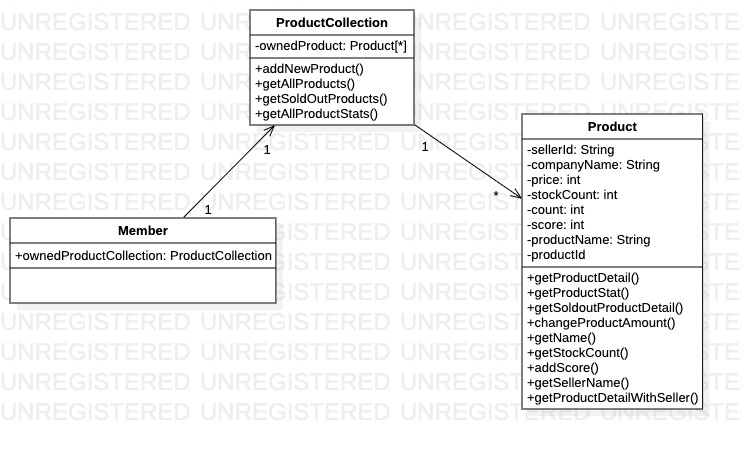 ProductCollection
-ownedProduct: Product[*]
+addNewProduct()
+getAllProducts()
+getSoldOutProducts()
+getAllProductStats()
1
1
1
*
Member
+ownedProductCollection: ProductCollection
Product
-sellerId: String
-companyName: String
-price: int
-stockCount: int
-count: int
-score: int
-productName: String
-productId
+getProductDetail()
+getProductStat()
+getSoldoutProductDetail()
+changeProductAmount()
+getName()
+getStockCount()
+addScore()
+getSellerName()
+getProductDetailWithSeller()
UNREGISTERED